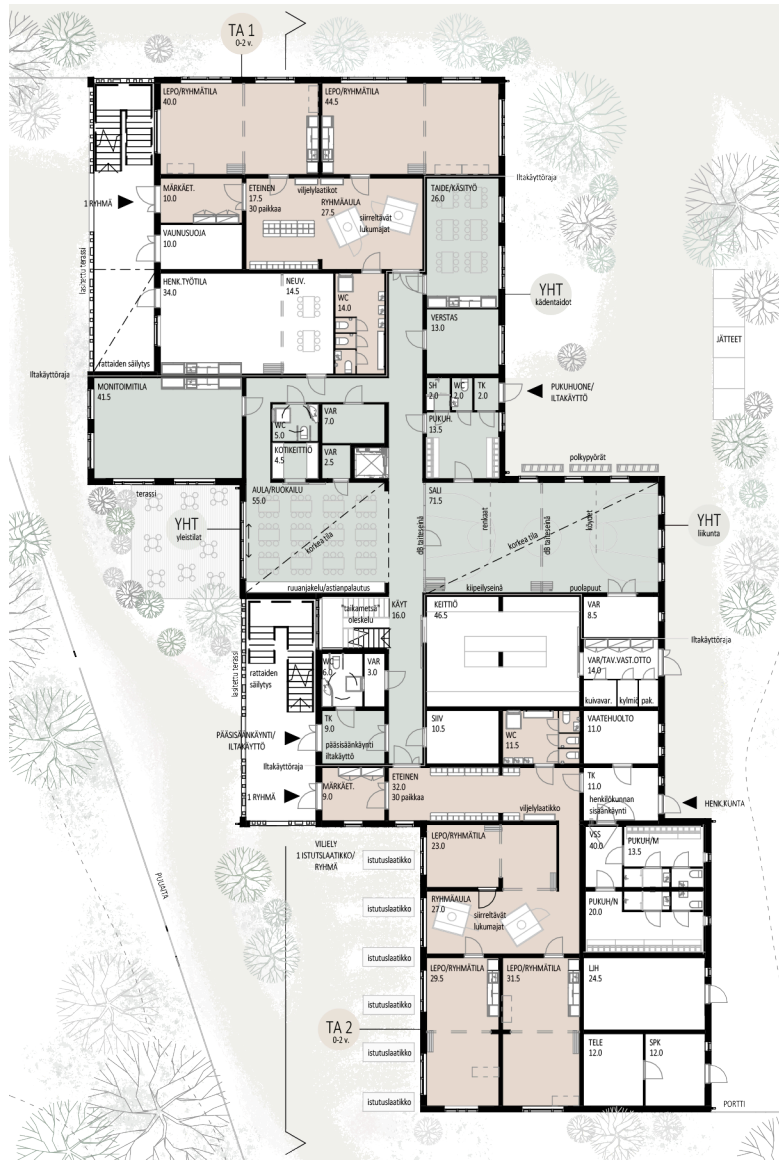 TA 1
0-2 v.
LEPO/RYHMÄTILA
40.0
LEPO/RYHMÄTILA
44.5
MÄRKÄET.
10.0
ETEINEN
17.5
30 paikkaa
viljelylaatikot
RYHMÄAULA
27.5
siirreltävät
lukumajat
TAIDE/KÄSITYÖ
26.0
Iltakäyttöraja
1 RYHMÄ
VAUNUSUOJA
10.0
lasitettu terassi
HENK.TYÖTILA
34.0
NEUV.
14.5
WC
14.0
YHT
kädentaidot
VERSTAS
13.0
JÄTTEET
rattaiden säilytys
Iltakäyttöraja
MONITOIMITILA
41.5
SH
2.0
WC
2.0
TK
2.0
PUKUHUONE/
ILTAKÄYTTÖ
VAR
7.0
WC
5.0
PUKUH.
13.5
KOTIKEITTIÖ
4.5
VAR
2.5
polkypyörät
terassi
AULA/RUOKAILU
55.0
SALI
71.5
YHT
yleistilat
korkea tila
dB taiteseinä
renkaat
korkea tila
dB taiteseinä
köydet
YHT
liikunta
ruuanjakelu/astianpalautus
kiipeilyseinä
puolapuut
"taikametsä"
oleskelu
KÄYT
16.0
KEITTIÖ
46.5
VAR
8.5
Iltakäyttöraja
lasitettu terassi
rattaiden
säilytys
WC
6.0
VAR
3.0
VAR/TAV.VAST.OTTO
14.0
kuivavar.
kylmiö
pak.
TK
9.0
SIIV
10.5
WC
11.5
VAATEHUOLTO
11.0
PÄÄSISÄÄNKÄYNTI/
ILTAKÄYTTÖ
pääsisäänkäynti
iltakäyttö
Iltakäyttöraja
MÄRKÄET.
9.0
ETEINEN
32.0
30 paikkaa
TK
11.0
henkilökunnan
sisäänkäynti
1 RYHMÄ
viljelylaatikko
HENK.KUNTA
VILJELY
1 ISTUTSLAATIKKO/
RYHMÄ
LEPO/RYHMÄTILA
23.0
VSS
40.0
PUKUH/M
13.5
istutuslaatikko
PULIAITA
RYHMÄAULA
27.0
siirreltävät
lukumajat
PUKUH/N
20.0
istutuslaatikko
istutuslaatikko
LEPO/RYHMÄTILA
29.5
LEPO/RYHMÄTILA
31.5
LJH
24.5
istutuslaatikko
TA 2
0-2 v.
TELE
12.0
SPK
12.0
istutuslaatikko
istutuslaatikko
PORTTI